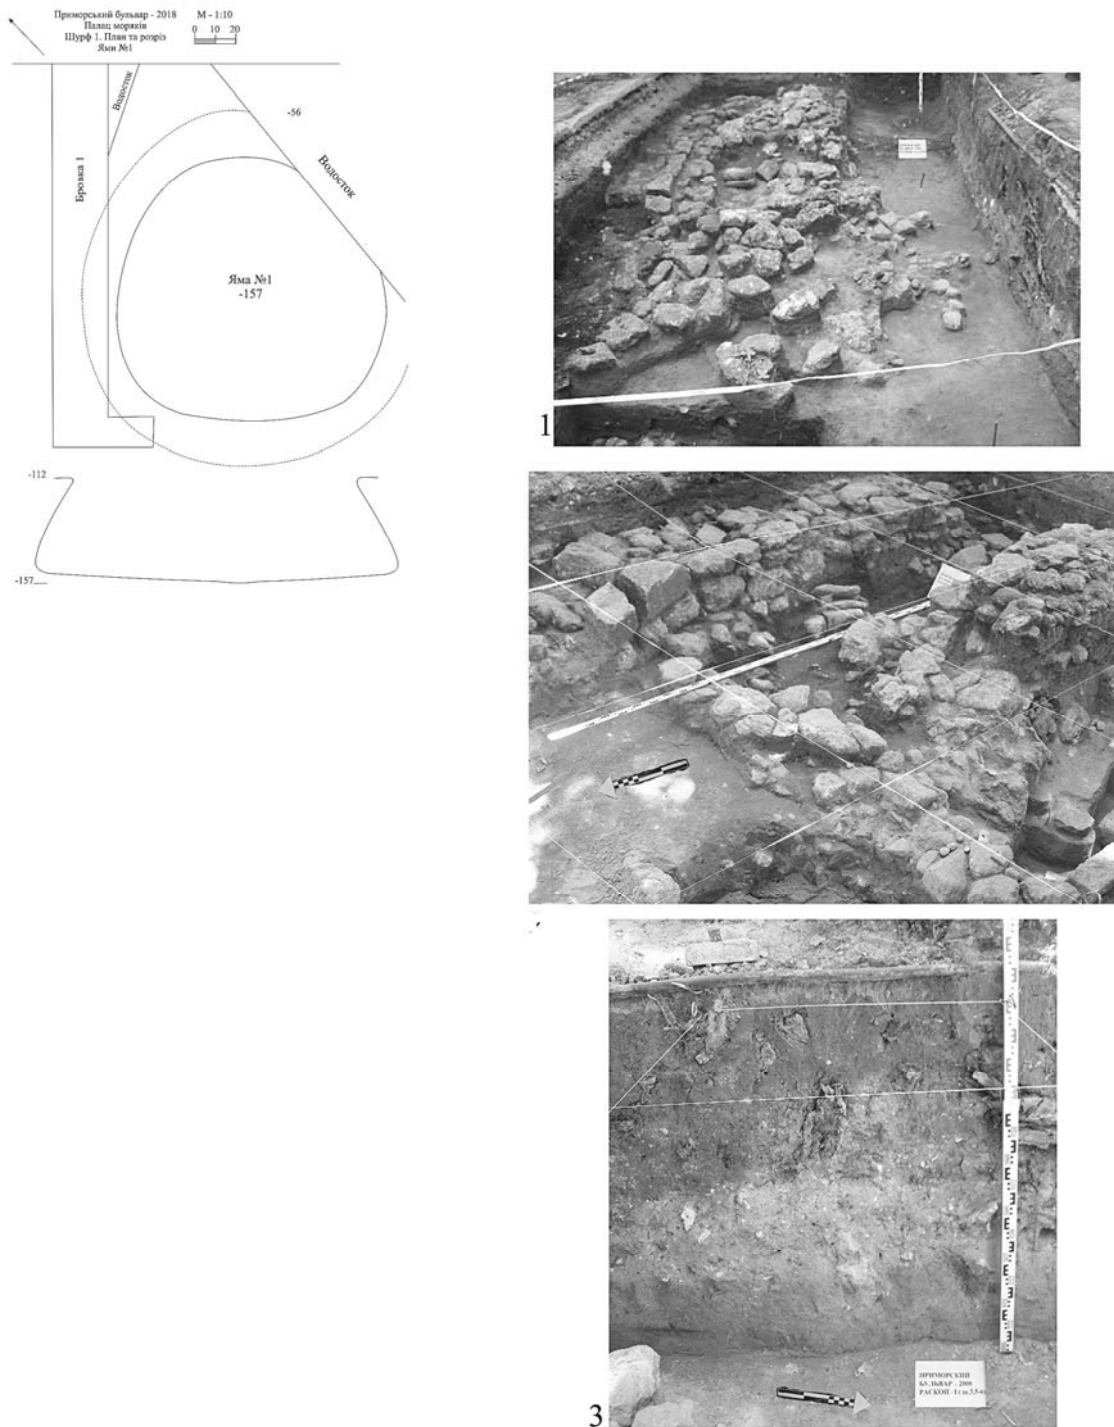 Приморський бульвар - 2018
Палац моряків
Шурф 1. План та розріз
Ями №1
М - 1:10
0 10 20
Водосток
-56
Водосток
Бровка 1
Яма №1
-157
-112
-157
1
3
ПРИМОРСКИЙ
БУЛЬВАР - 2008
РАСКОП - I